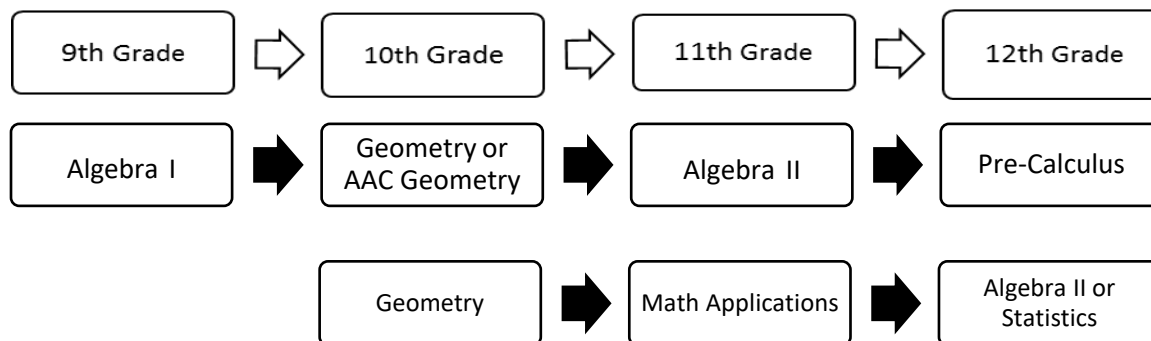 9th Grade
10th Grade
11th Grade
12th Grade
Algebra I
Geometry or
AAC Geometry
Algebra II
Pre-Calculus
Geometry
Math Applications
Algebra II or
Statistics